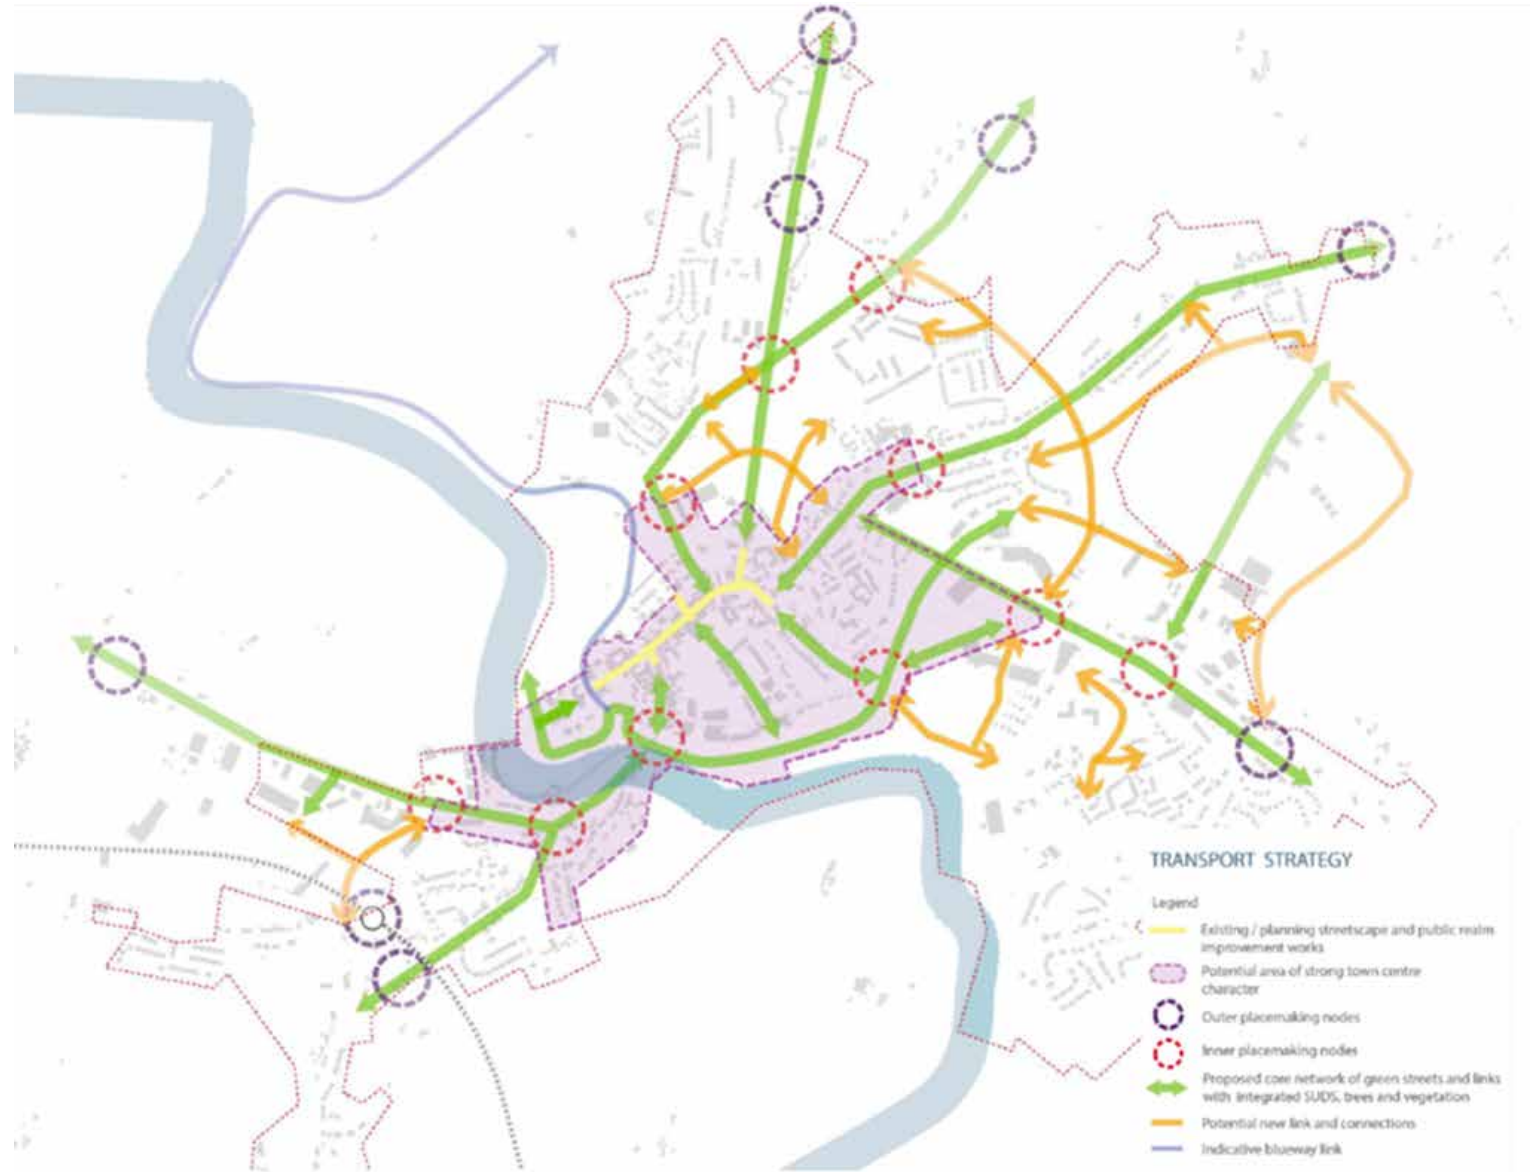 TRANSPORT STRATEGY
Legend
Existing / planning streetscape and public realm
improvement works
Potential area of strong town centre
character
Outer placemaking nodes
Inner placemaking nodes
Proposed core network of green streets and links
with integrated SUDS, trees and vegetation
Potential new link and connections
Indicative blueway link